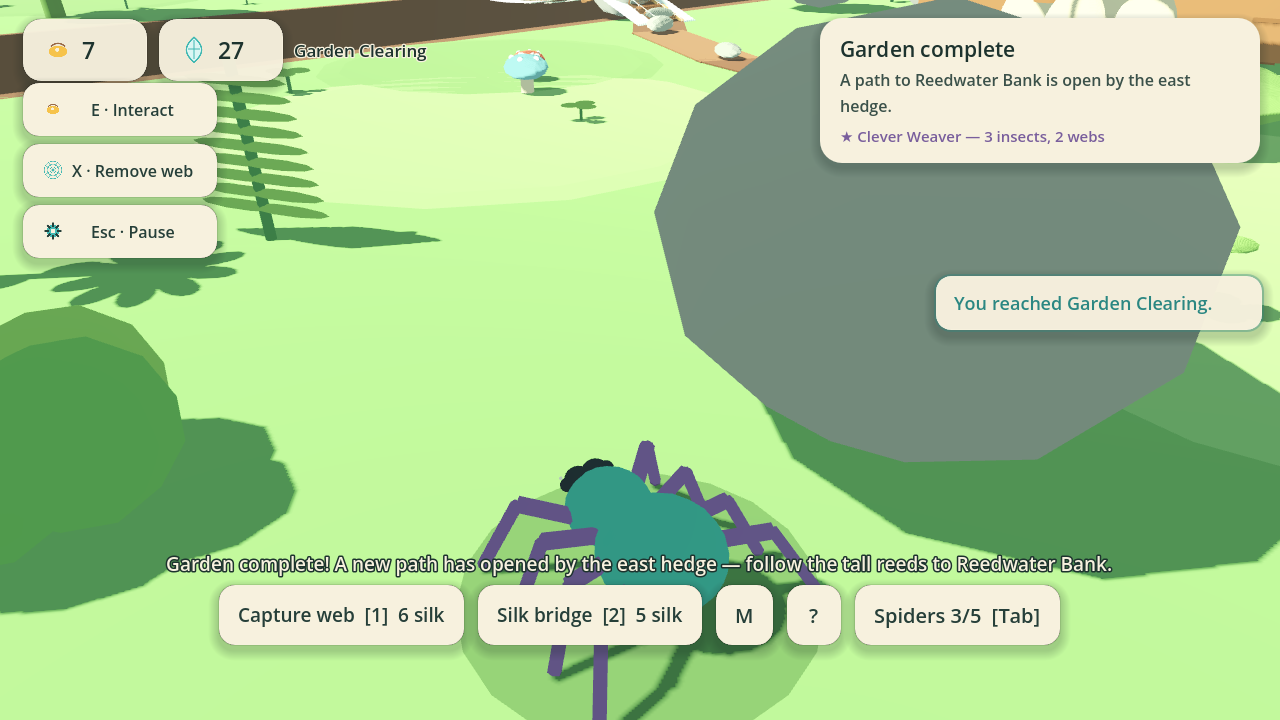 7
27
Garden Clearing
E · Interact
X · Remove web
Esc · Pause
Garden complete
A path to Reedwater Bank is open by the east
hedge.
★ Clever Weaver — 3 insects, 2 webs
You reached Garden Clearing.
Garden complete! A new path has opened by the east hedge — follow the tall reeds to Reedwater Bank.
Capture web [1] 6 silk
Silk bridge [2] 5 silk
M
?
Spiders 3/5 [Tab]